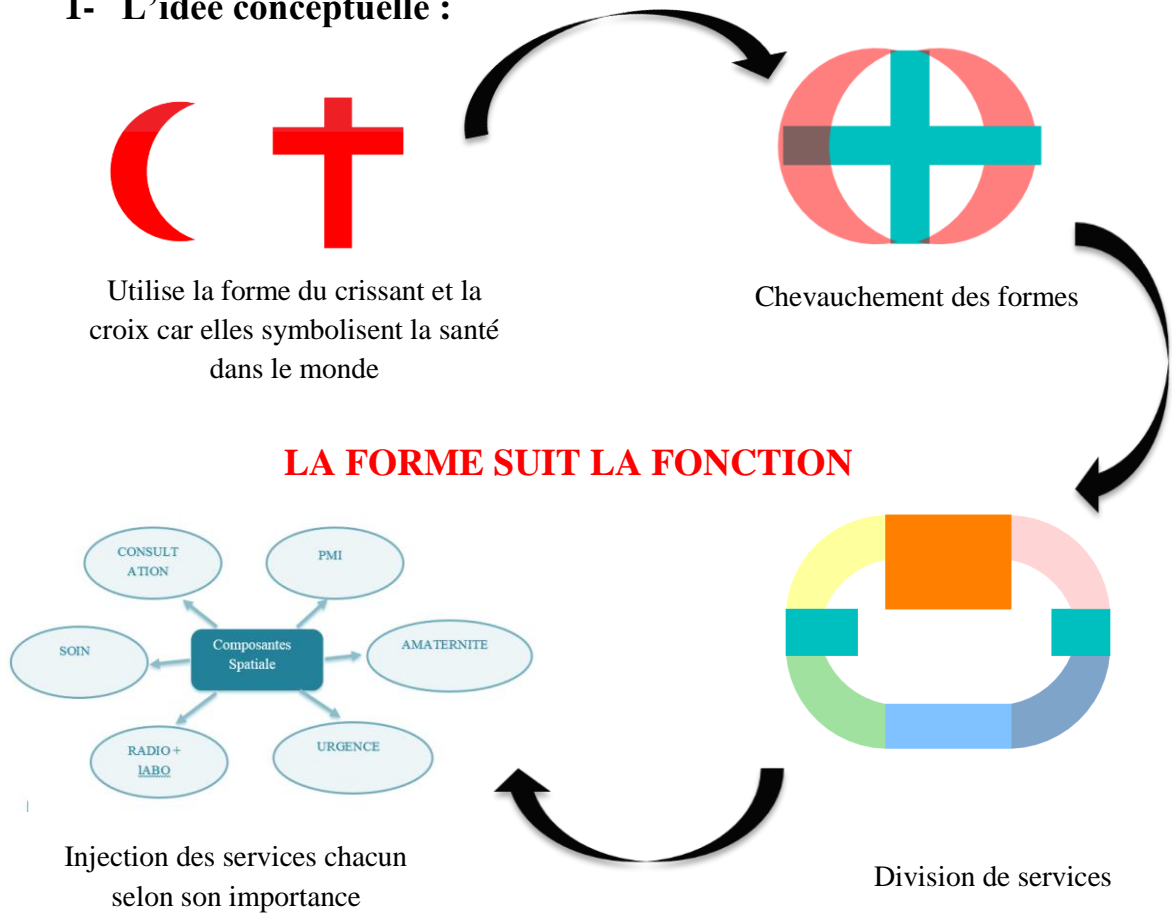 1- L'idée conceptuelle :
Utilise la forme du crissant et la
croix car elles symbolisent la santé
dans le monde
Chevauchement des formes
LA FORME SUIT LA FONCTION
CONSULT
ATION
PMI
SOIN
Composantes
Spatiale
AMATERNITE
RADIO +
lABO
URGENCE
Injection des services chacun
selon son importance
Division de services